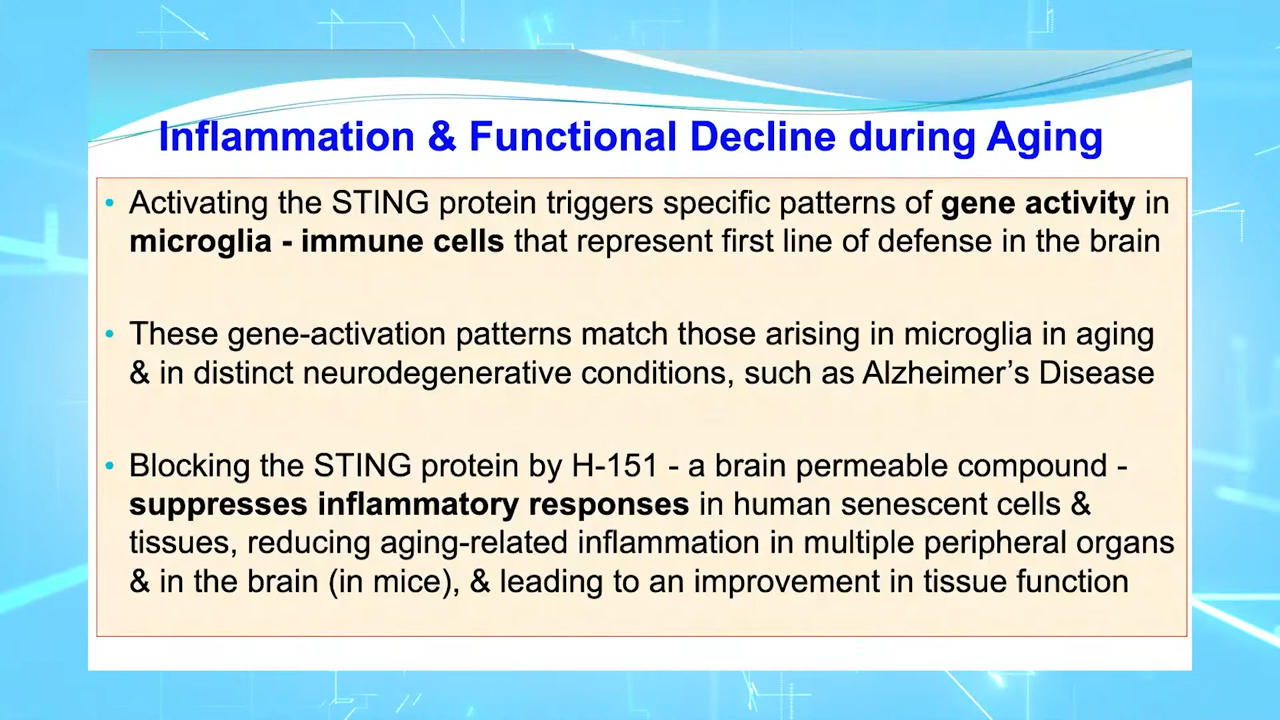 Inflammation & Functional Decline during Aging
• Activating the STING protein triggers specific patterns of gene activity in
microglia - immune cells that represent first line of defense in the brain
• These gene-activation patterns match those arising in microglia in aging
& in distinct neurodegenerative conditions, such as Alzheimer’s Disease
• Blocking the STING protein by H-151 - a brain permeable compound -
suppresses inflammatory responses in human senescent cells &
tissues, reducing aging-related inflammation in multiple peripheral organs
& in the brain (in mice), & leading to an improvement in tissue function